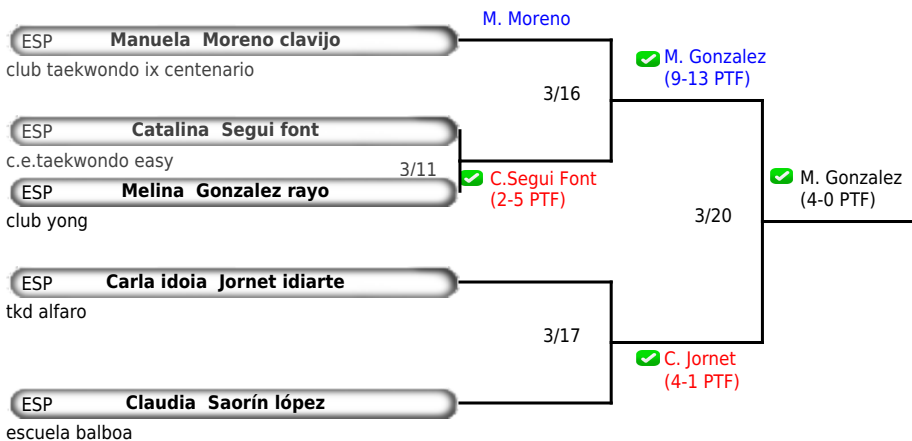 M. Moreno
ESP Manuela Moreno clavijo
club taekwondo ix centenario
M. Gonzalez
(9-13 PTF)
3/16
ESP Catalina Segui font
c.e.taekwondo easy
3/11
C.Segui Font
(2-5 PTF)
ESP Melina Gonzalez rayo
club yong
M. Gonzalez
(4-0 PTF)
3/20
ESP Carla idoia Jornet idiarte
tkd alfaro
3/17
C. Jornet
(4-1 PTF)
ESP Claudia Saorín lópez
escuela balboa